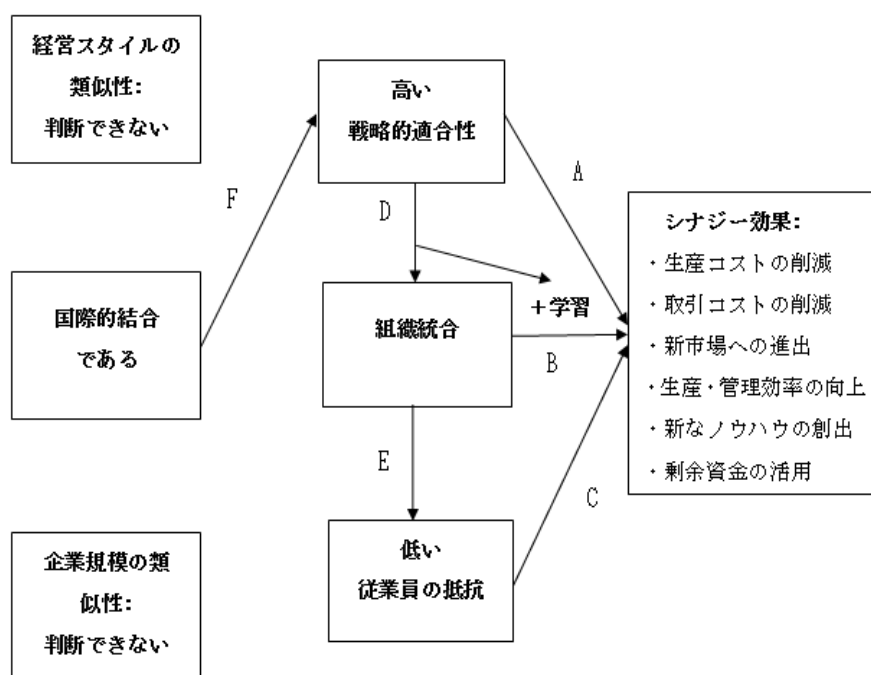 経営スタイルの
類似性:
判断できない
高い
戦略的適合性
F
A
D
シナジー効果:
・生産コストの削減
・取引コストの削減
・新市場への進出
・生産・管理効率の向上
・新なノウハウの創出
・剰余資金の活用
国際的結合
である
＋学習
組織統合
B
E
C
低い
従業員の抵抗
企業規模の類
似性:
判断できない